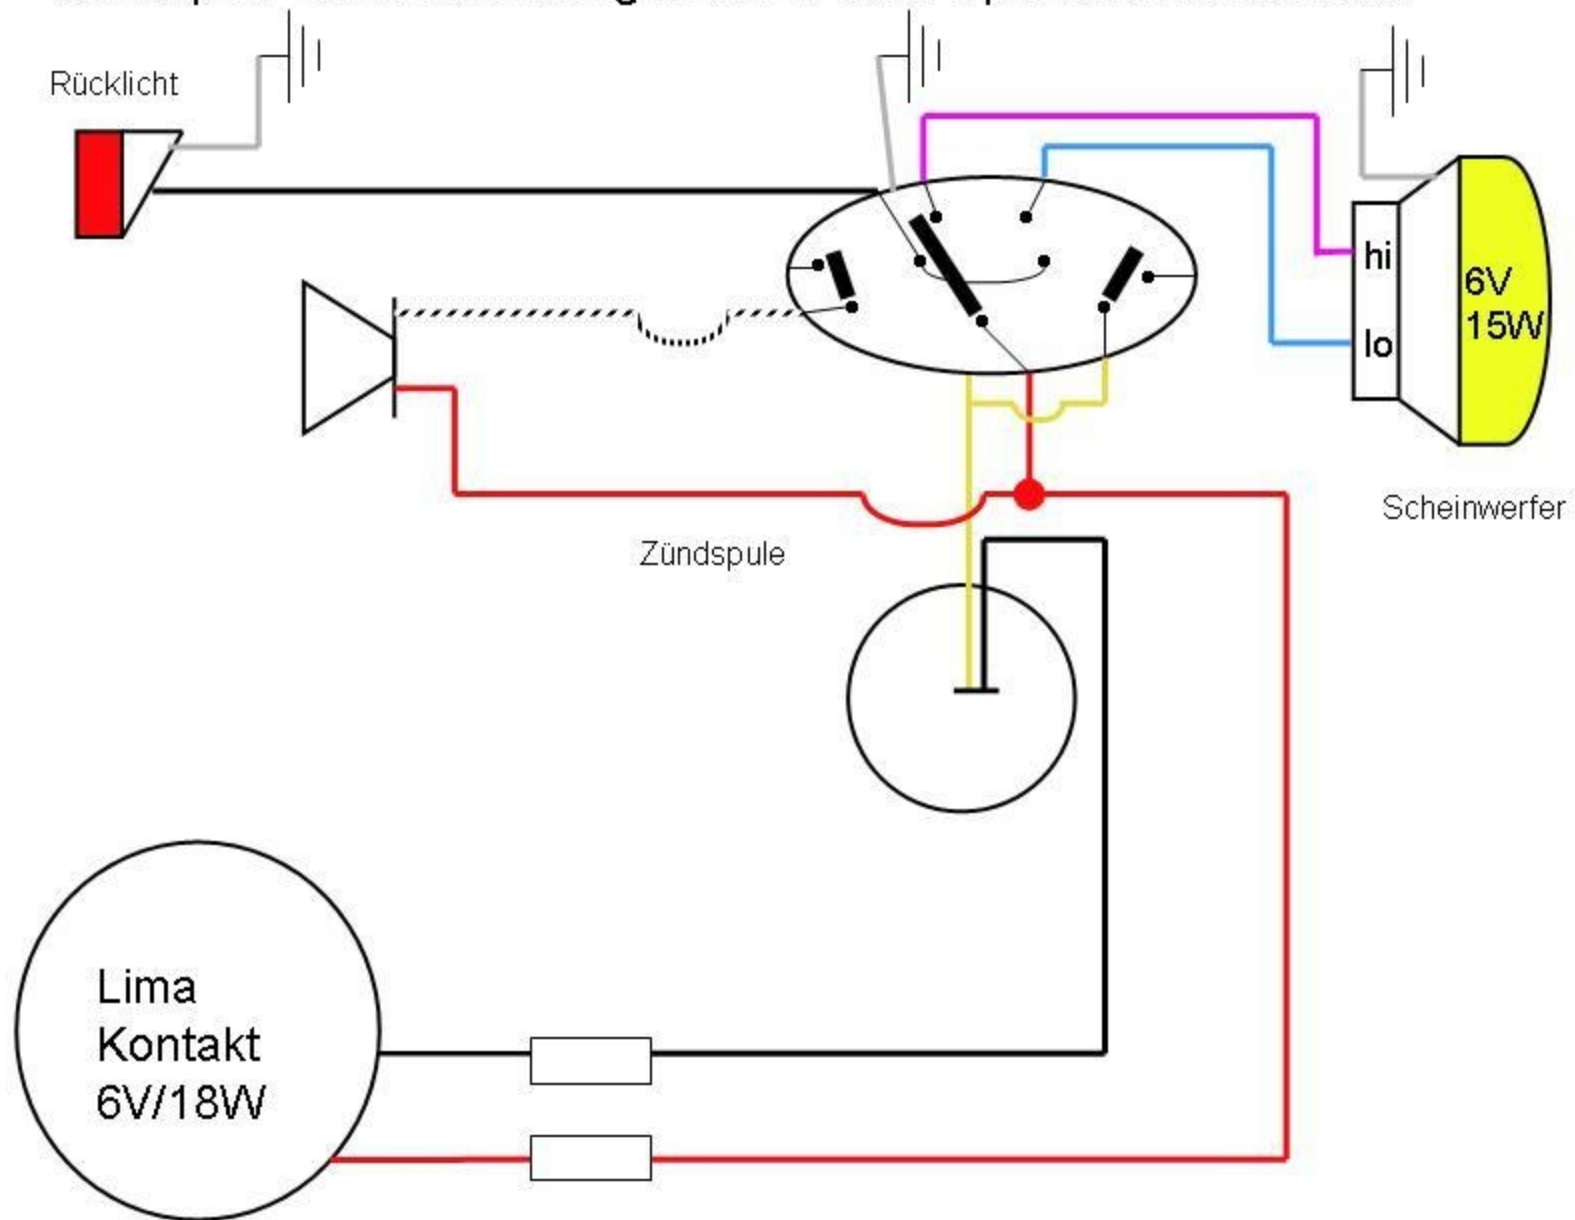 Rücklicht
hi
lo
6V
15W
Scheinwerfer
Zündspule
Lima
Kontakt
6V/18W